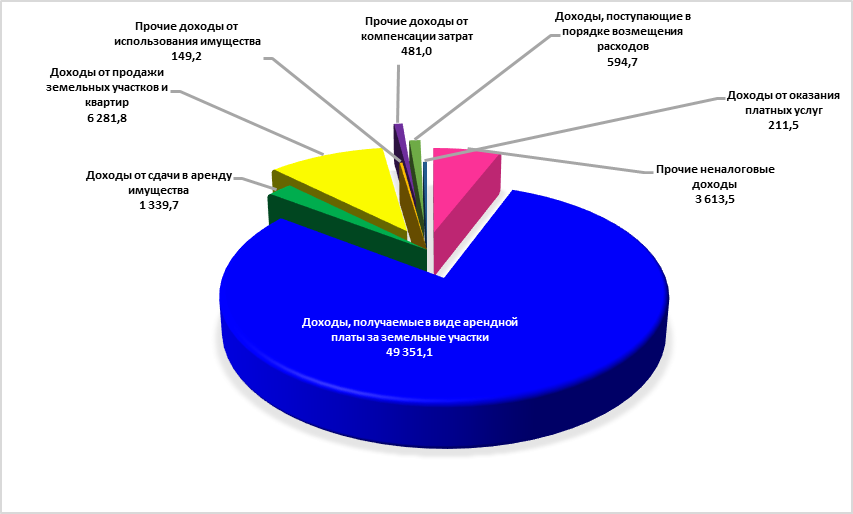 Прочие доходы от
использования имущества
149,2
Прочие доходы от
компенсации затрат
481,0
Доходы, поступающие в
порядке возмещения
расходов
594,7
Доходы от продажи
земельных участков и
квартир
6 281,8
Доходы от оказания
платных услуг
211,5
Доходы от сдачи в аренду
имущества
1 339,7
Прочие неналоговые
доходы
3 613,5
Доходы, получаемые в виде арендной
платы за земельные участки
49 351,1